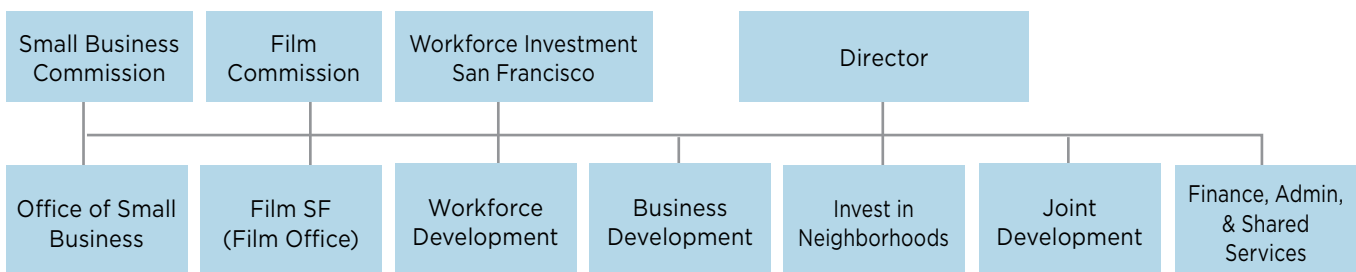 Small Business
Commission
Film
Commission
Workforce Investment
San Francisco
Director
Office of Small
Business
Film SF
(Film Office)
Workforce
Development
Business
Development
Invest in
Neighborhoods
Joint
Development
Finance, Admin,
& Shared
Services